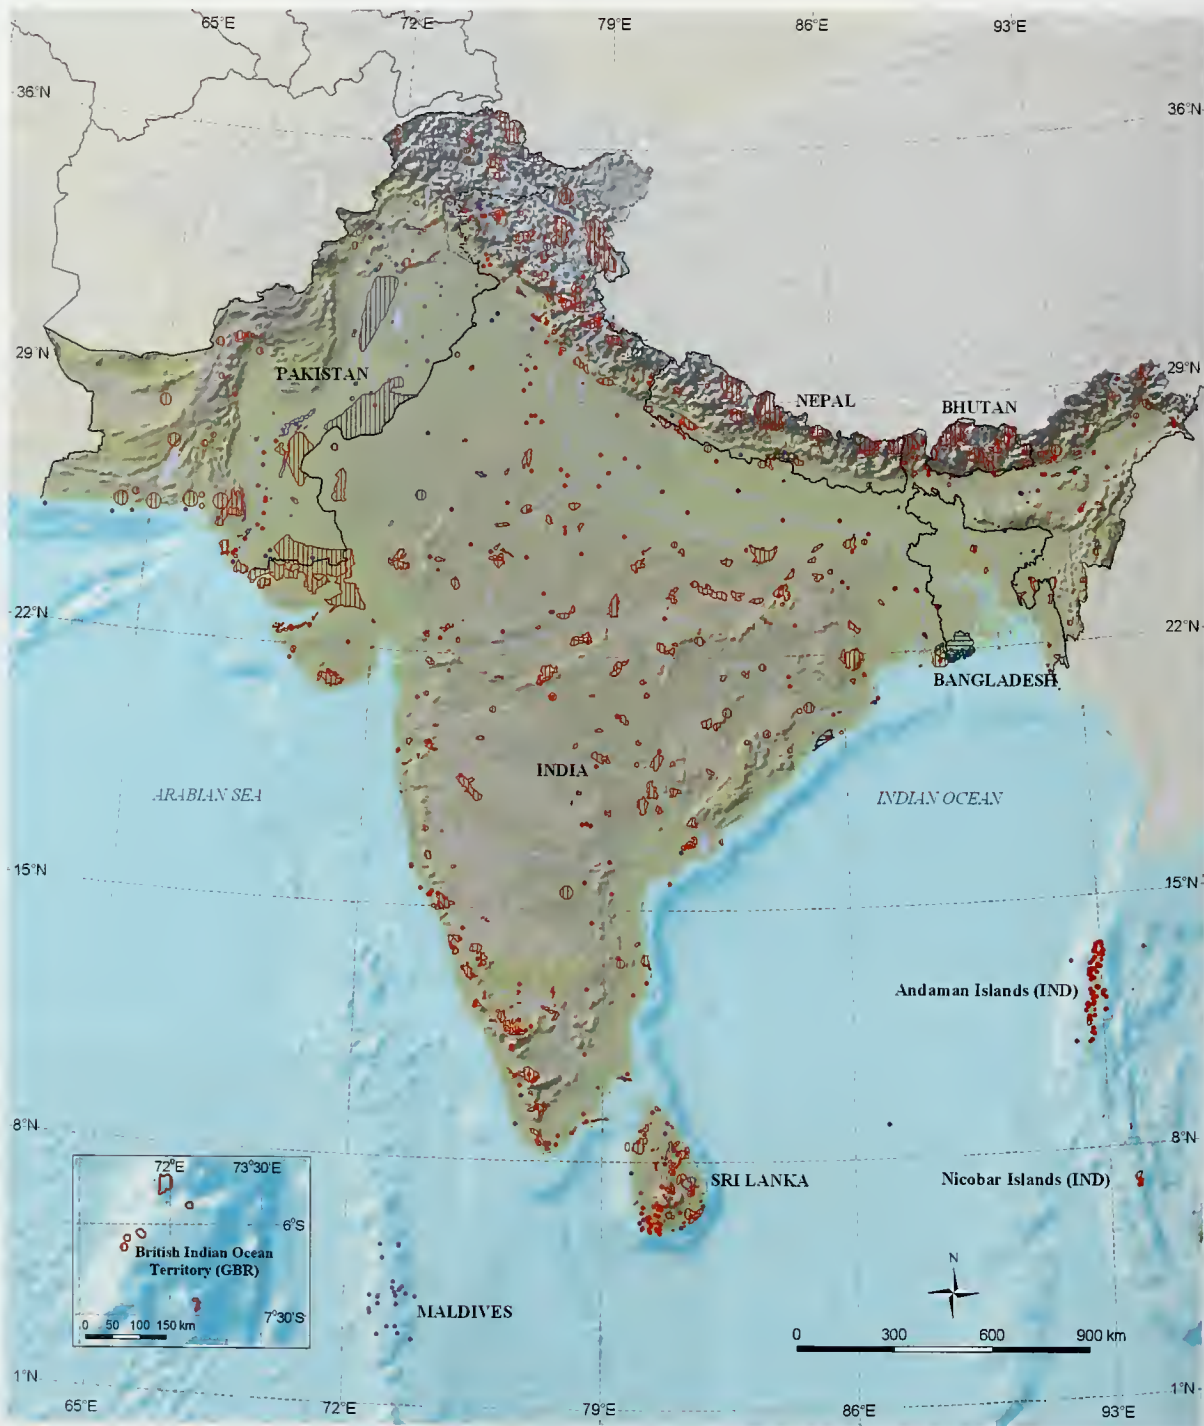 65°E 72°E 79°E 86°E 93°E
36°N 36°N
29°N 29°N
PAKISTAN
NEPAL
BHUTAN
22°N 22°N
BANGLADESH
INDIA
ARABIAN SEA
INDIAN OCEAN
15°N 15°N
Andaman Islands (IND)
8°N 8°N
72°E 73°30'E
SRI LANKA
Nicobar Islands (IND)
6°S
British Indian Ocean
Territory (GBR)
N
7°30'S
MALDIVES
0 50 100 150 km
0 300 600 900 km
1°N 1°N
65°E 72°E 79°E 86°E 93°E